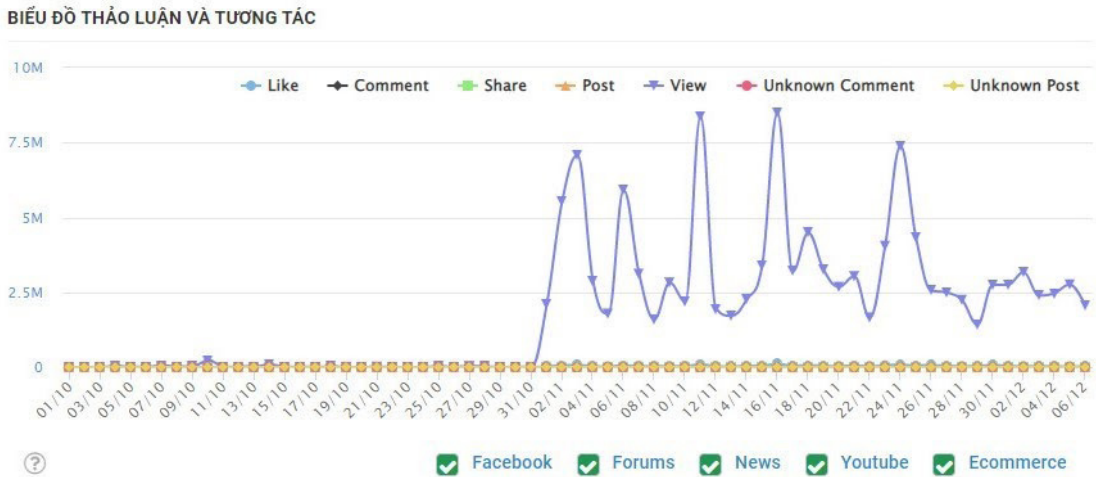 BIỂU ĐỒ THẢO LUẬN VÀ TƯƠNG TÁC
10M
Like Comment Share Post View Unknown Comment Unknown Post
7.5M
5M
2.5M
0
01/10 03/10 05/10 07/10 09/10 11/10 13/10 15/10 17/10 19/10 21/10 23/10 25/10 27/10 29/10 31/10 02/11 04/11 06/11 08/11 10/11 12/11 14/11 16/11 18/11 20/11 22/11 24/11 26/11 28/11 30/11 02/12 04/12 06/12
? Facebook Forums News Youtube Ecommerce